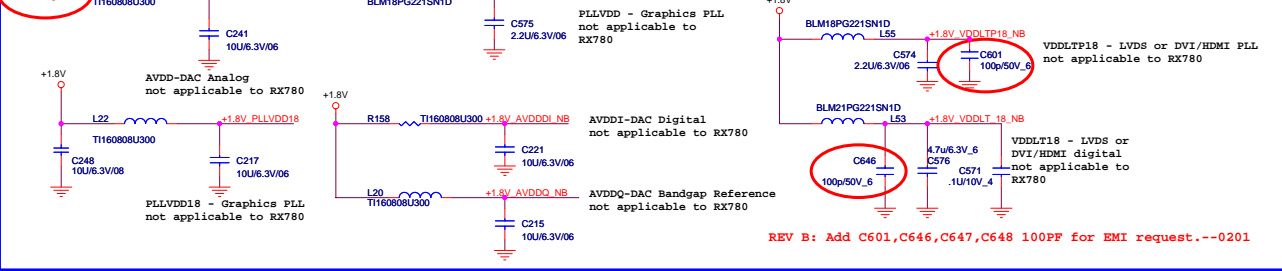 TI160808U300
C241
10U/6.3V/06
BLM18PG221SN1D
C575
2.2U/6.3V/06
PLLVDD - Graphics PLL
not applicable to
RX780
+1.8V
BLM18PG221SN1D
L55
+1.8V_VDDLTP18_NB
C574
2.2U/6.3V/06
C601
100p/50V_6
VDDLTP18 - LVDS or DVI/HDMI PLL
not applicable to RX780
+1.8V
AVDD-DAC Analog
not applicable to RX780
L22
TI160808U300
+1.8V_PLLVDD18
C248
10U/6.3V/08
C217
10U/6.3V/06
PLLVDD18 - Graphics PLL
not applicable to RX780
+1.8V
R158
TI160808U300
+1.8V_AVDDDI_NB
C221
10U/6.3V/06
AVDDI-DAC Digital
not applicable to RX780
L20
TI160808U300
+1.8V_AVDDQ_NB
C215
10U/6.3V/06
AVDDQ-DAC Bandgap Reference
not applicable to RX780
BLM21PG221SN1D
L53
+1.8V_VDDLT_18_NB
C646
100p/50V_6
4.7u/6.3V_6
C576
C571
.1U/10V_4
VDDLT18 - LVDS or
DVI/HDMI digital
not applicable to
RX780
REV B: Add C601,C646,C647,C648 100PF for EMI request.--0201